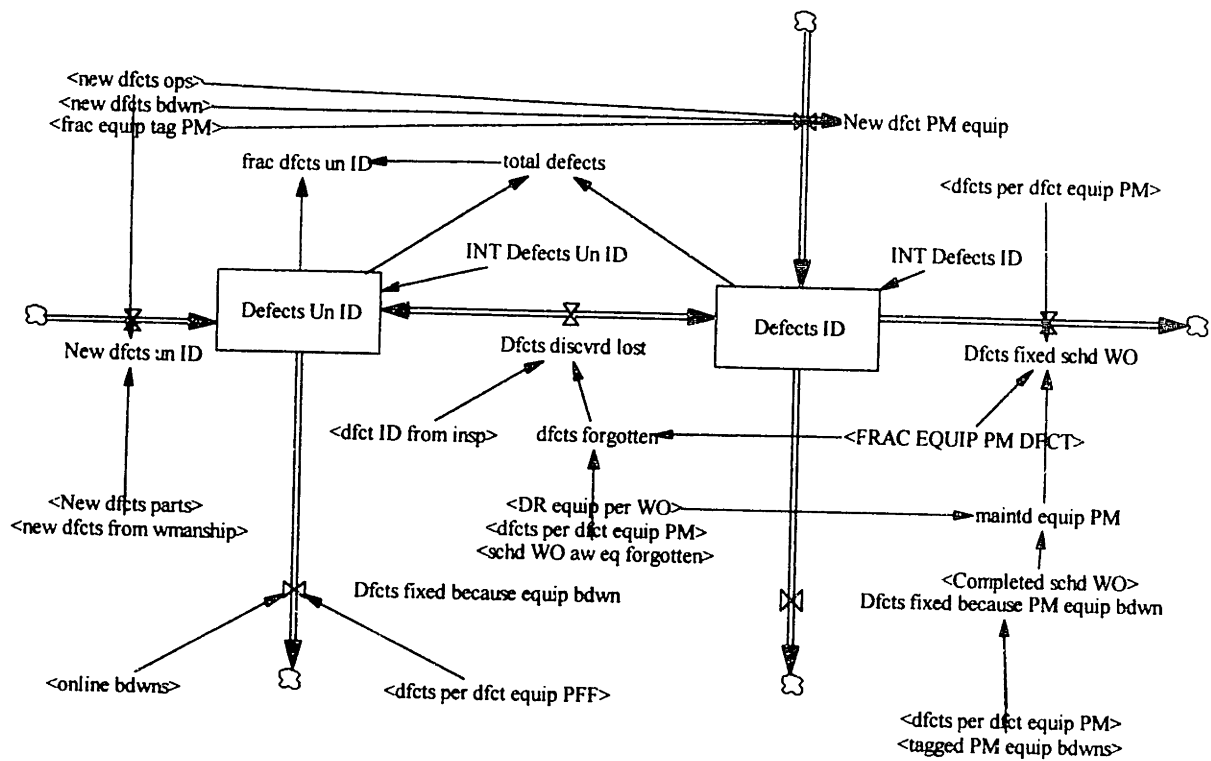 <new dfcts ops>
<new dfcts bdwn>
<frac equip tag PM>
New dfct PM equip
frac dfcts un ID
total defects
<dfcts per dfct equip PM>
INT Defects Un ID
INT Defects ID
Defects Un ID
Defects ID
New dfcts un ID
Dfcts discvrd lost
Dfcts fixed schd WO
<dfct ID from insp>
dfcts forgotten
<FRAC EQUIP PM DFCT>
<New dfcts parts>
<new dfcts from wmanship>
<DR equip per WO>
<dfcts per dfct equip PM>
<schd WO aw eq forgotten>
maintd equip PM
<Completed schd WO>
Dfcts fixed because equip bdwn
Dfcts fixed because PM equip bdwn
<online bdwns>
<dfcts per dfct equip PFF>
<dfcts per dfct equip PM>
<tagged PM equip bdwns>